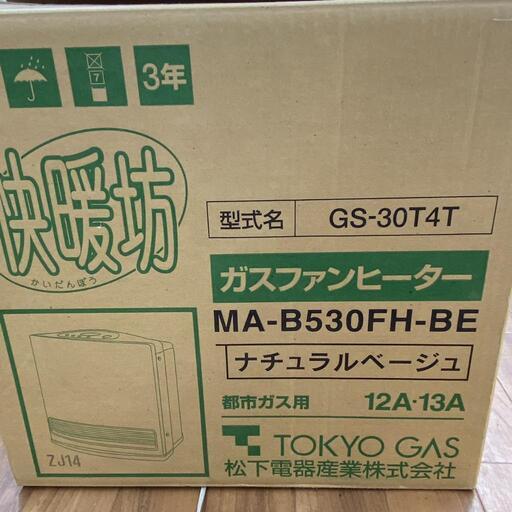 7
3年
快暖坊
かいだんぼう
型式名 GS-30T4T
ガスファンヒーター
MA-B530FH-BE
ナチュラルベージュ
都市ガス用 12A·13A
TOKYO GAS
松下電器産業株式会社
ZJ14